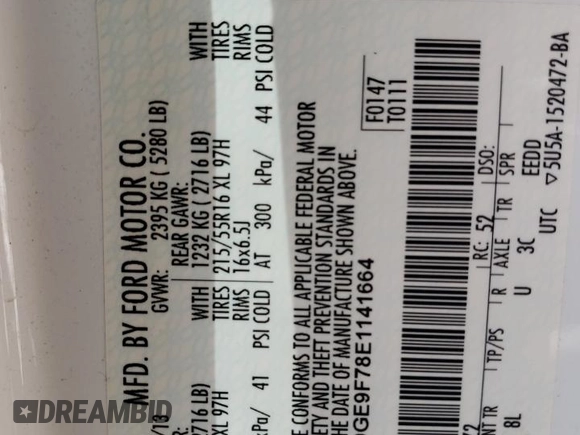 MFD. BY FORD MOTOR CO.
/13 GVWR: 2395 KG ( 5280 LB)
REAR GAWR:
716 LB) WITH 1232 KG ( 2716 LB) WITH
XL 97H TIRES 215/55R16 XL 97H TIRES
RIMS 16x6.5J RIMS
kPa/ 41 PSI COLD AT 300 kPa/ 44 PSI COLD
E CONFORMS TO ALL APPLICABLE FEDERAL MOTOR
ETY AND THEFT PREVENTION STANDARDS IN
THE DATE OF MANUFACTURE SHOWN ABOVE.
F0147
T0111
GE9F78E1141664
RC: 52 DSO:
NT TR TP/PS R AXLE TR SPR
8L U 3C EEDD
UTC ▽5U5A-1520472-BA
DREAMBID